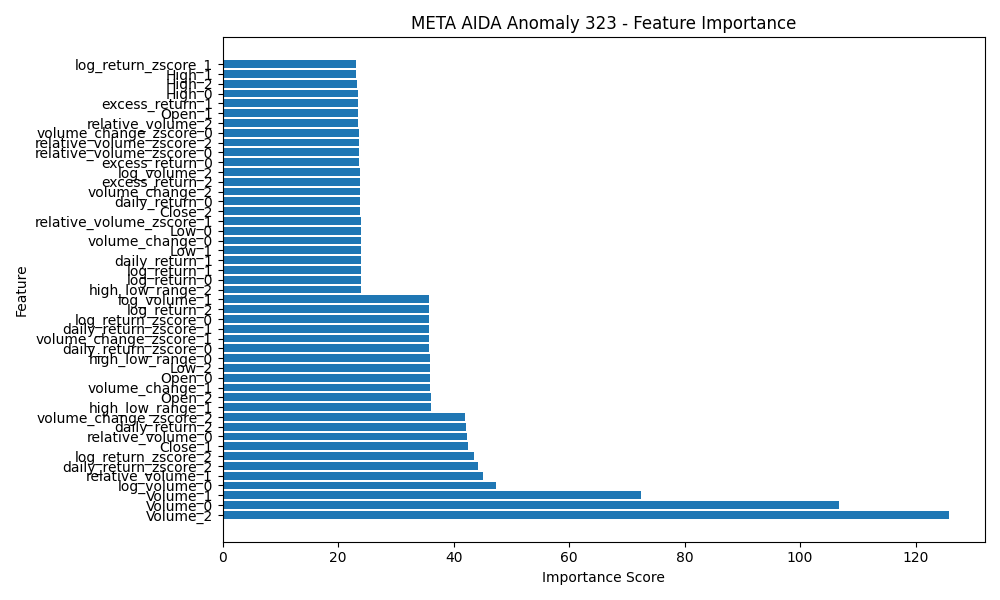 META AIDA Anomaly 323 - Feature Importance
log_return_zscore_1
High_1
High_2
High_0
excess_return_1
Open_1
relative_volume_2
volume_change_zscore_0
relative_volume_zscore_2
relative_volume_zscore_0
excess_return_0
log_volume_2
excess_return_2
volume_change_2
daily_return_0
Close_2
relative_volume_zscore_1
Low_0
volume_change_0
Low_1
daily_return_1
log_return_1
log_return_0
high_low_range_2
log_volume_1
log_return_2
log_return_zscore_0
daily_return_zscore_1
volume_change_zscore_1
daily_return_zscore_0
high_low_range_0
Low_2
Open_0
volume_change_1
Open_2
high_low_range_1
volume_change_zscore_2
daily_return_2
relative_volume_0
Close_1
log_return_zscore_2
daily_return_zscore_2
relative_volume_1
log_volume_0
Volume_1
Volume_0
Volume_2
Feature
0 20 40 60 80 100 120
Importance Score